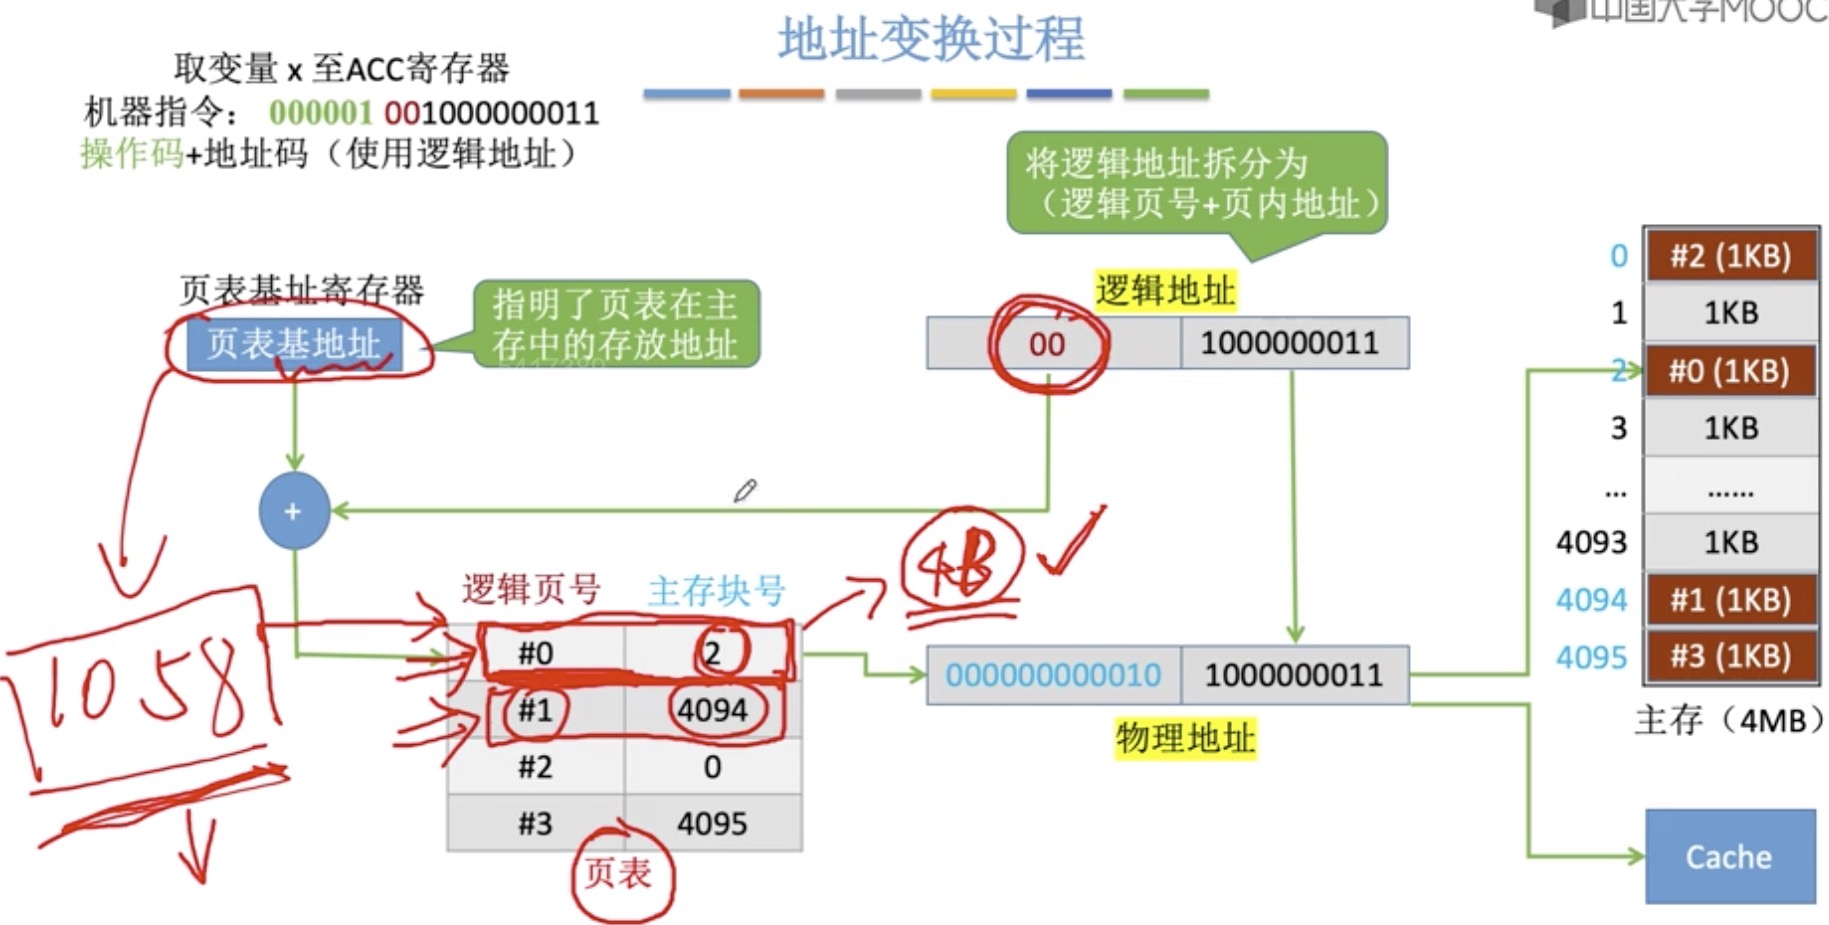 中国大学MOOC
地址变换过程
取变量 x 至ACC寄存器
机器指令： 000001 001000000011
操作码+地址码（使用逻辑地址）
将逻辑地址拆分为
（逻辑页号+页内地址）
页表基址寄存器
页表基地址
指明了页表在主
存中的存放地址
逻辑地址
00 1000000011
+
4B
1058
逻辑页号 主存块号
#0 2
#1 4094
#2 0
#3 4095
页表
000000000010 1000000011
物理地址
0 #2 (1KB)
1 1KB
2 #0 (1KB)
3 1KB
... ......
4093 1KB
4094 #1 (1KB)
4095 #3 (1KB)
主存（4MB）
Cache